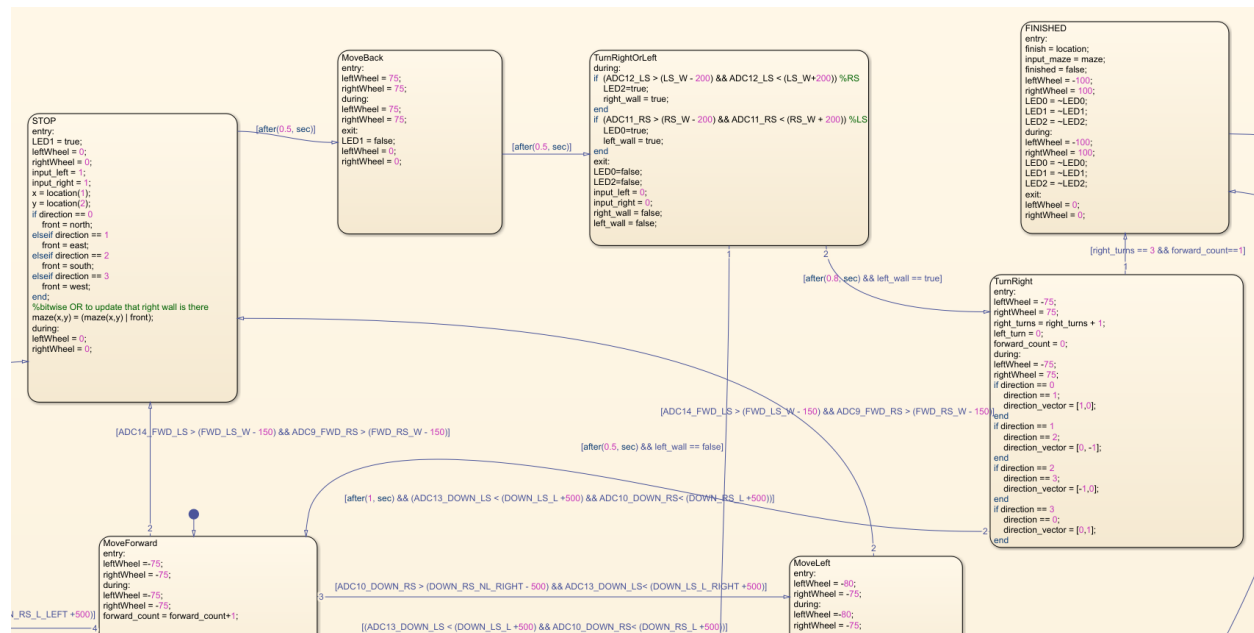 FINISHED
entry:
finish = location;
input_maze = maze;
finished = false;
leftWheel = -100;
rightWheel = 100;
LED0 = ~LED0;
LED1 = ~LED1;
LED2 = ~LED2;
during:
leftWheel = -100;
rightWheel = 100;
LED0 = ~LED0;
LED1 = ~LED1;
LED2 = ~LED2;
exit:
leftWheel = 0;
rightWheel = 0;
MoveBack
entry:
leftWheel = 75;
rightWheel = 75;
during:
leftWheel = 75;
rightWheel = 75;
exit:
LED1 = false;
leftWheel = 0;
rightWheel = 0;
TurnRightOrLeft
during:
if (ADC12_LS > (LS_W - 200) && ADC12_LS < (LS_W+200)) %RS
LED2=true;
right_wall = true;
end
if (ADC11_RS > (RS_W - 200) && ADC11_RS < (RS_W + 200)) %LS
LED0=true;
left_wall = true;
end
exit:
LED0=false;
LED2=false;
input_left = 0;
input_right = 0;
right_wall = false;
left_wall = false;
STOP
entry:
LED1 = true;
leftWheel = 0;
rightWheel = 0;
input_left = 1;
input_right = 1;
x = location(1);
y = location(2);
if direction == 0
front = north;
elseif direction == 1
front = east;
elseif direction == 2
front = south;
elseif direction == 3
front = west;
end;
%bitwise OR to update that right wall is there
maze(x,y) = (maze(x,y) | front);
during:
leftWheel = 0;
rightWheel = 0;
[after(0.5, sec)]
[after(0.5, sec)]
1
2
[right_turns == 3 && forward_count==1]
1
[after(0.8, sec) && left_wall == true]
TurnRight
entry:
leftWheel = -75;
rightWheel = 75;
right_turns = right_turns + 1;
left_turn = 0;
forward_count = 0;
during:
leftWheel = -75;
rightWheel = 75;
if direction == 0
direction == 1;
direction_vector = [1,0];
end
if direction == 1
direction == 2;
direction_vector = [0, -1];
end
if direction == 2
direction == 3;
direction_vector = [-1,0];
end
if direction == 3
direction == 0;
direction_vector = [0,1];
end
[ADC14_FWD_LS > (FWD_LS_W - 150) && ADC9_FWD_RS > (FWD_RS_W - 150)]
[ADC14_FWD_LS > (FWD_LS_W - 150) && ADC9_FWD_RS > (FWD_RS_W - 150)]
[after(0.5, sec) && left_wall == false]
[after(1, sec) && (ADC13_DOWN_LS < (DOWN_LS_L +500) && ADC10_DOWN_RS< (DOWN_RS_L +500))]
2
2
2
MoveForward
entry:
leftWheel =-75;
rightWheel = -75;
during:
leftWheel =-75;
rightWheel = -75;
forward_count = forward_count+1;
[ADC10_DOWN_RS > (DOWN_RS_NL_RIGHT - 500) && ADC13_DOWN_LS< (DOWN_LS_L_RIGHT +500)]
3
MoveLeft
entry:
leftWheel = -80;
rightWheel = -75;
during:
leftWheel =-80;
rightWheel = -75;
_RS_L_LEFT +500)]
4
[(ADC13_DOWN_LS < (DOWN_LS_L +500) && ADC10_DOWN_RS< (DOWN_RS_L +500))]